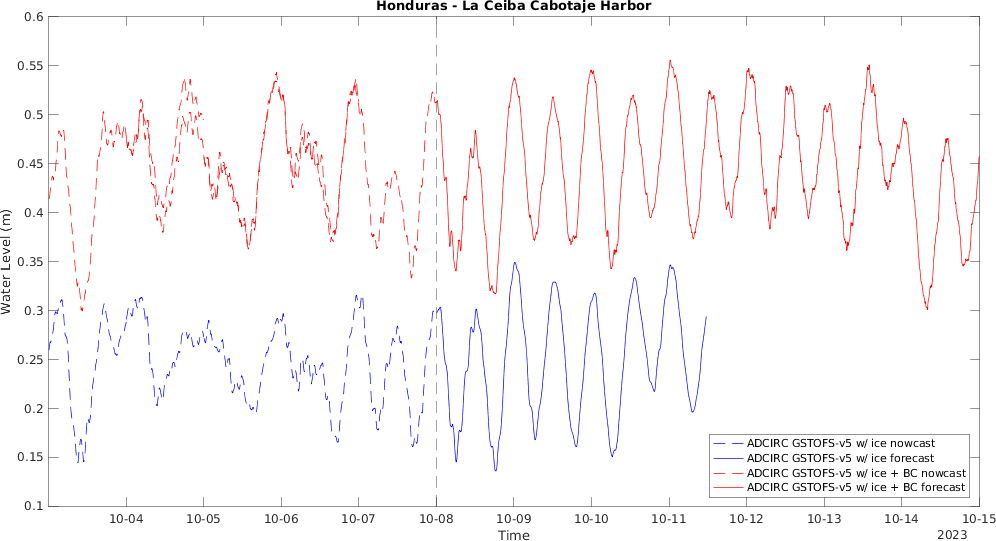 Honduras - La Ceiba Cabotaje Harbor
0.6
0.55
0.5
0.45
0.4
0.35
0.3
0.25
0.2
0.15
0.1
Water Level (m)
ADCIRC GSTOFS-v5 w/ ice nowcast
ADCIRC GSTOFS-v5 w/ ice forecast
ADCIRC GSTOFS-v5 w/ ice + BC nowcast
ADCIRC GSTOFS-v5 w/ ice + BC forecast
10-04 10-05 10-06 10-07 10-08 10-09 10-10 10-11 10-12 10-13 10-14 10-15
Time
2023